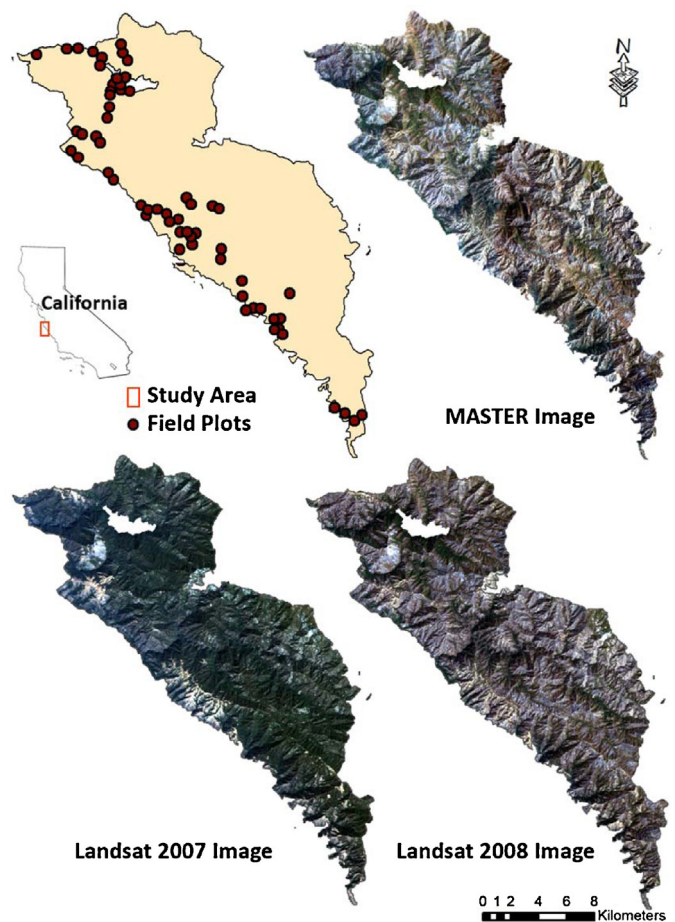 N
California
Study Area
Field Plots
MASTER Image
Landsat 2007 Image
Landsat 2008 Image
0 1 2 4 6 8
Kilometers